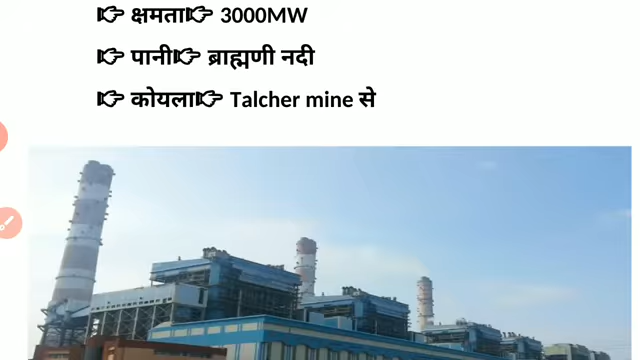 👉 क्षमता👉 3000MW
👉 पानी👉 ब्राह्मणी नदी
👉 कोयला👉 Talcher mine से